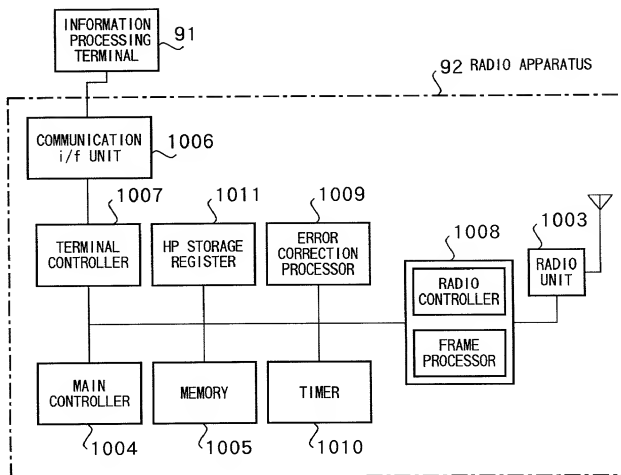 INFORMATION
PROCESSING
TERMINAL
91
92 RADIO APPARATUS
COMMUNICATION
i/f UNIT
1006
1007
1011
1009
1008
1003
TERMINAL
CONTROLLER
HP STORAGE
REGISTER
ERROR
CORRECTION
PROCESSOR
RADIO
CONTROLLER
FRAME
PROCESSOR
RADIO
UNIT
MAIN
CONTROLLER
MEMORY
TIMER
1004
1005
1010